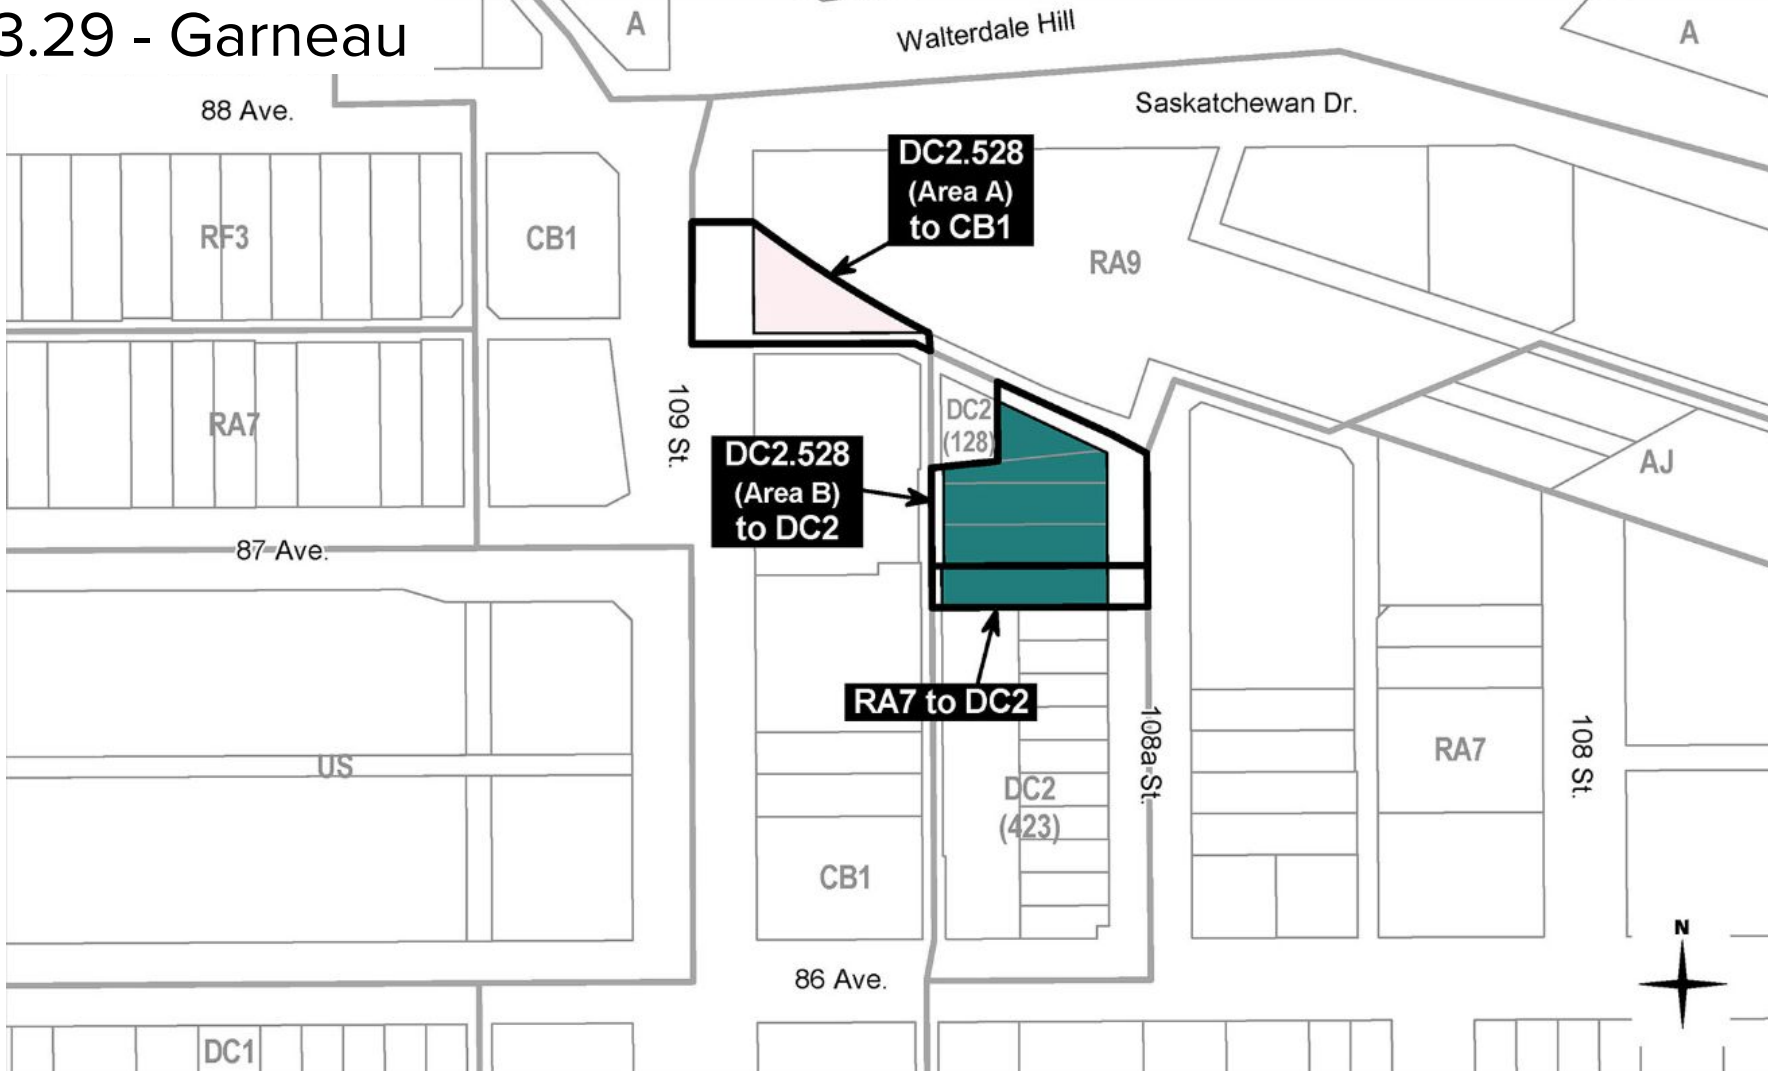 3.29 - Garneau
A
Walterdale Hill
A
88 Ave.
Saskatchewan Dr.
DC2.528
(Area A)
to CB1
RF3
CB1
RA9
109 St.
RA7
DC2
(128)
DC2.528
(Area B)
to DC2
AJ
87 Ave.
RA7 to DC2
108a St.
108 St.
RA7
US
DC2
(423)
CB1
N
86 Ave.
DC1